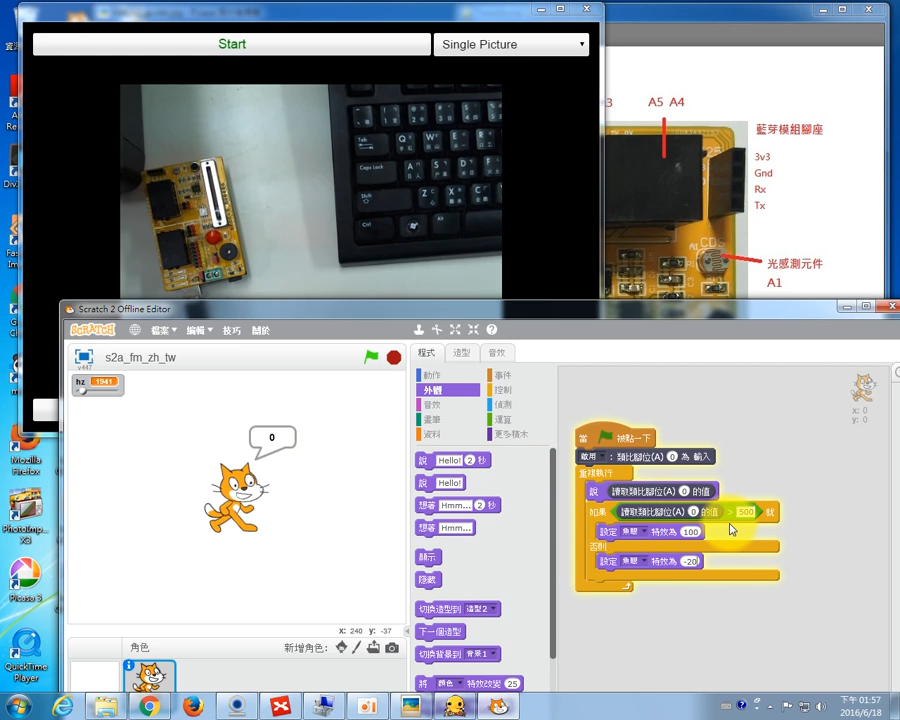 Start
Single Picture
A5 A4
藍芽模組腳座
3v3
Gnd
Rx
Tx
光感測元件
A1
Scratch 2 Offline Editor
SCRATCH 檔案 編輯 技巧 關於
s2a_fm_zh_tw
v447
hz 1941
0
x: 240 y: -37
角色 新增角色:
程式 造型 音效
動作 事件
外觀 控制
音效 偵測
畫筆 運算
資料 更多積木
說 Hello! 2 秒
說 Hello!
想著 Hmm... 2 秒
想著 Hmm...
顯示
隱藏
切換造型到 造型2
下一個造型
切換背景到 背景1
將 顏色 特效改變 25
x: 0
y: 0
當 被點一下
啟用 : 類比腳位(A) 0 為 輸入
重複執行
說 讀取類比腳位(A) 0 的值
如果 讀取類比腳位(A) 0 的值 > 500 就
設定 魚眼 特效為 100
否則
設定 魚眼 特效為 -20
Mozilla
Firefox
PhotoImp...
X3
Picasa 3
QuickTime
Player
下午 01:57
2016/6/18